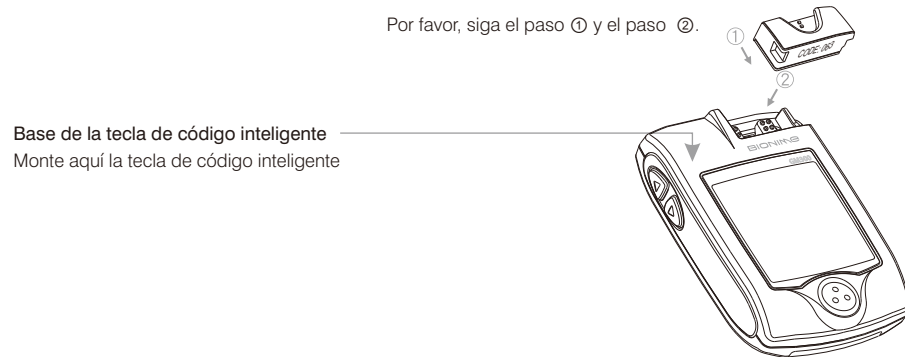 Por favor, siga el paso ① y el paso ②.
①
CODE: 063
②
Base de la tecla de código inteligente
Monte aquí la tecla de código inteligente
BIONIME